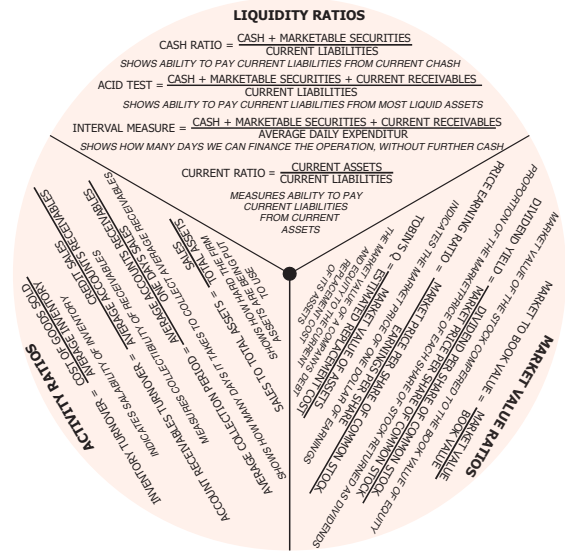 LIQUIDITY RATIOS
CASH RATIO = CASH + MARKETABLE SECURITIES
CURRENT LIABILITIES
SHOWS ABILITY TO PAY CURRENT LIABILITIES FROM CURRENT CHASH
ACID TEST = CASH + MARKETABLE SECURITIES + CURRENT RECEIVABLES
CURRENT LIABILITIES
SHOWS ABILITY TO PAY CURRENT LIABILITIES FROM MOST LIQUID ASSETS
INTERVAL MEASURE = CASH + MARKETABLE SECURITIES + CURRENT RECEIVABLES
AVERAGE DAILY EXPENDITUR
SHOWS HOW MANY DAYS WE CAN FINANCE THE OPERATION, WITHOUT FURTHER CASH
CURRENT RATIO = CURRENT ASSETS
CURRENT LIABILITIES
MEASURES ABILITY TO PAY
CURRENT LIABILITIES
FROM CURRENT
ASSETS
ACTIVITY RATIOS
INVENTORY TURNOVER = COST OF GOODS SOLD
AVERAGE INVENTORY
INDICATES SALABILITY OF INVENTORY
ACCOUNT RECEIVABLES TURNOVER = CREDIT SALES
AVERAGE ACCOUNTS RECEIVABLES
MEASURES COLLECTIBILITY OF RECEIVABLES
AVERAGE COLLECTION PERIOD = AVERAGE ACCOUNTS RECEIVABLES
ONE DAYS SALES
SHOWS HOW MANY DAYS IT TAKES TO COLLECT AVERAGE RECEIVABLES
SALES TO TOTAL ASSETS = SALES
TOTAL ASSETS
SHOWS HOW HARD THE FIRM
ASSETS ARE BEING PUT
TO USE
MARKET VALUE RATIOS
MARKET TO BOOK VALUE = MARKET VALUE
BOOK VALUE
MARKET VALUE OF THE STOCK COMPERED TO THE BOOK VALUE OF EQUITY
DIVIDEND YIELD = DIVIDEND PER SHARE OF COMMON STOCK
MARKET PRICE PER SHARE OF COMMON STOCK
PROPORTION OF THE MARKET PRICE OF EACH SHARE OF STOCK RETURNED AS DIVIDENDS
PRICE EARNING RATIO = MARKET PRICE PER SHARE OF COMMON STOCK
EARNINGS PER SHARE
INDICATES THE MARKET PRICE OF ONE DOLLAR OF EARNINGS
TOBIN'S Q = MARKET VALUE OF ASSETS
ESTIMATED REPLACEMENT COST
THE MARKET VALUE OF THE COMPANY'S DEBT
AND EQUITY TO THE CURRENT
REPLACEMENT COST
OF ITS ASSETS